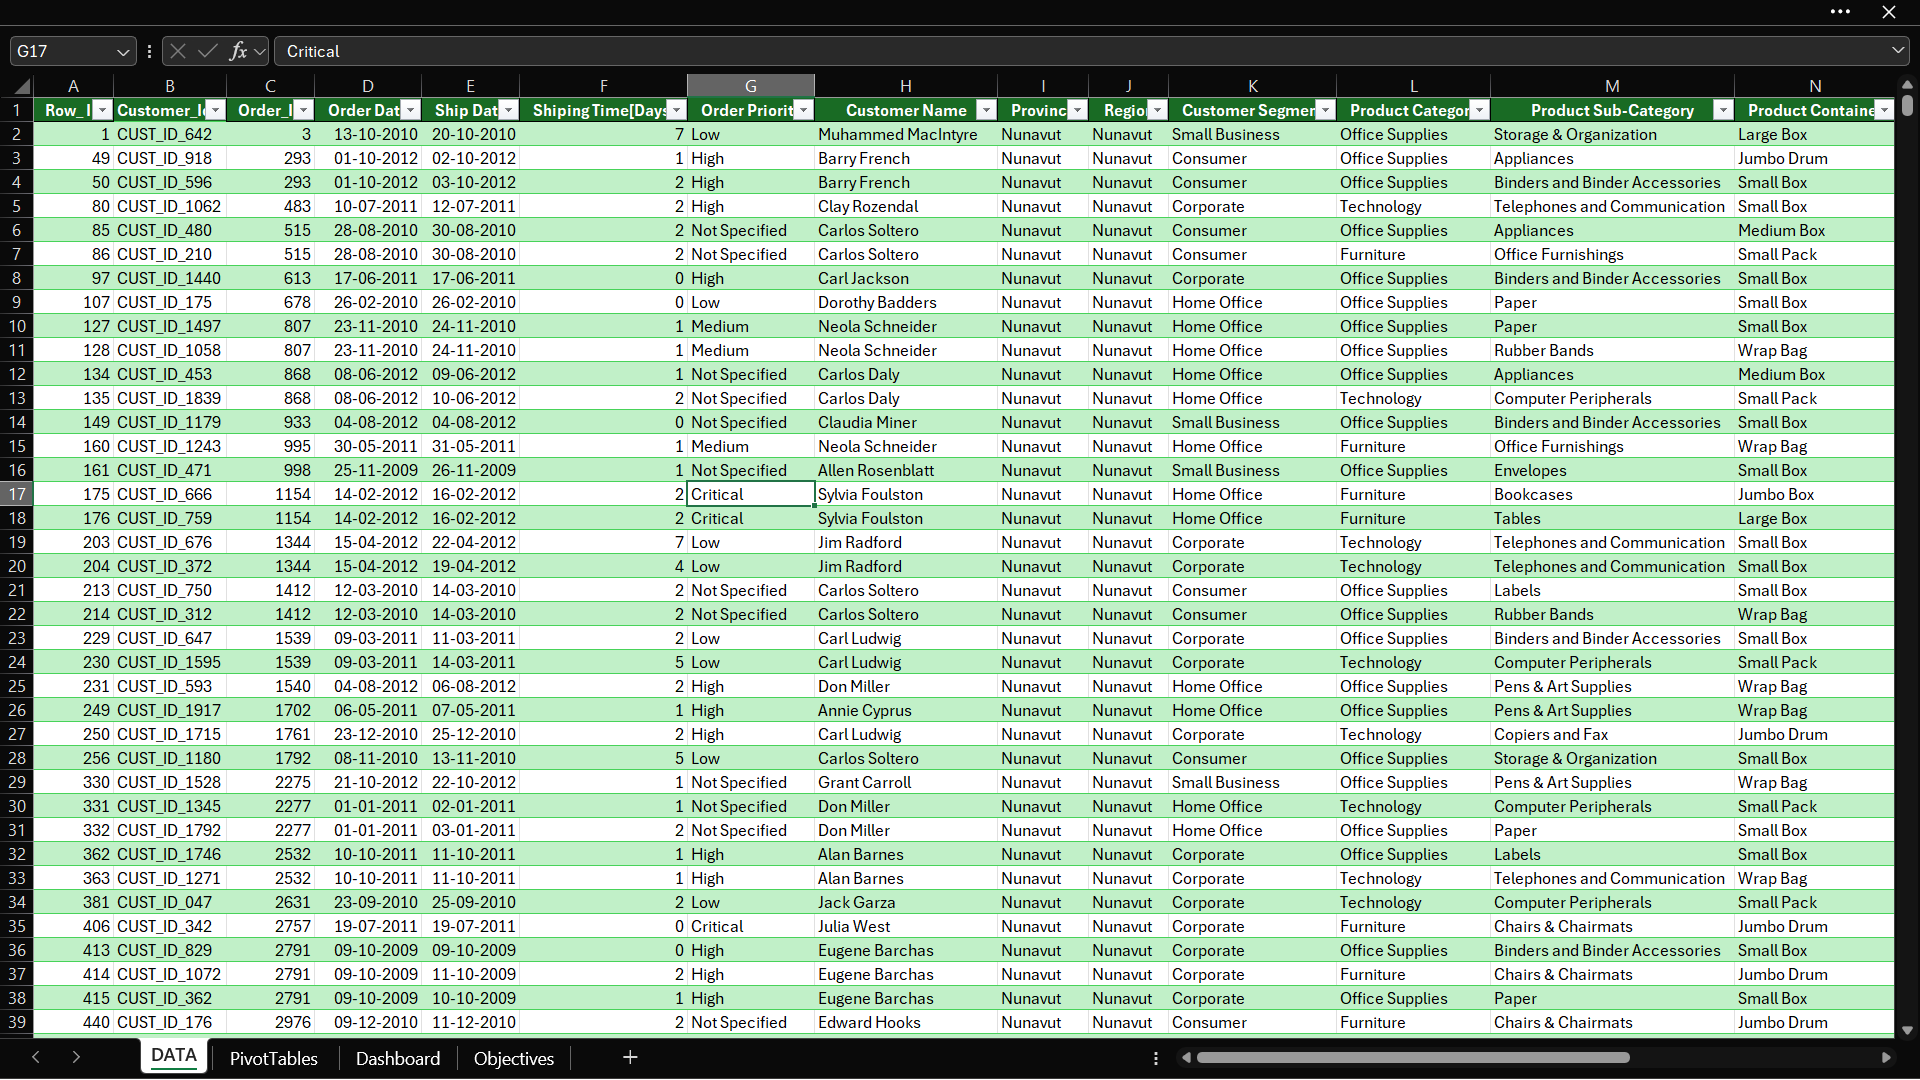 G17 fx Critical
A B C D E F G H I J K L M N
1 Row_I Customer_Id Order_I Order Dat Ship Dat Shiping Time[Days Order Priorit Customer Name Provinc Region Customer Segmen Product Categor Product Sub-Category Product Containe
2 1 CUST_ID_642 3 13-10-2010 20-10-2010 7 Low Muhammed MacIntyre Nunavut Nunavut Small Business Office Supplies Storage & Organization Large Box
3 49 CUST_ID_918 293 01-10-2012 02-10-2012 1 High Barry French Nunavut Nunavut Consumer Office Supplies Appliances Jumbo Drum
4 50 CUST_ID_596 293 01-10-2012 03-10-2012 2 High Barry French Nunavut Nunavut Consumer Office Supplies Binders and Binder Accessories Small Box
5 80 CUST_ID_1062 483 10-07-2011 12-07-2011 2 High Clay Rozendal Nunavut Nunavut Corporate Technology Telephones and Communication Small Box
6 85 CUST_ID_480 515 28-08-2010 30-08-2010 2 Not Specified Carlos Soltero Nunavut Nunavut Consumer Office Supplies Appliances Medium Box
7 86 CUST_ID_210 515 28-08-2010 30-08-2010 2 Not Specified Carlos Soltero Nunavut Nunavut Consumer Furniture Office Furnishings Small Pack
8 97 CUST_ID_1440 613 17-06-2011 17-06-2011 0 High Carl Jackson Nunavut Nunavut Corporate Office Supplies Binders and Binder Accessories Small Box
9 107 CUST_ID_175 678 26-02-2010 26-02-2010 0 Low Dorothy Badders Nunavut Nunavut Home Office Office Supplies Paper Small Box
10 127 CUST_ID_1497 807 23-11-2010 24-11-2010 1 Medium Neola Schneider Nunavut Nunavut Home Office Office Supplies Paper Small Box
11 128 CUST_ID_1058 807 23-11-2010 24-11-2010 1 Medium Neola Schneider Nunavut Nunavut Home Office Office Supplies Rubber Bands Wrap Bag
12 134 CUST_ID_453 868 08-06-2012 09-06-2012 1 Not Specified Carlos Daly Nunavut Nunavut Home Office Office Supplies Appliances Medium Box
13 135 CUST_ID_1839 868 08-06-2012 10-06-2012 2 Not Specified Carlos Daly Nunavut Nunavut Home Office Technology Computer Peripherals Small Pack
14 149 CUST_ID_1179 933 04-08-2012 04-08-2012 0 Not Specified Claudia Miner Nunavut Nunavut Small Business Office Supplies Binders and Binder Accessories Small Box
15 160 CUST_ID_1243 995 30-05-2011 31-05-2011 1 Medium Neola Schneider Nunavut Nunavut Home Office Furniture Office Furnishings Wrap Bag
16 161 CUST_ID_471 998 25-11-2009 26-11-2009 1 Not Specified Allen Rosenblatt Nunavut Nunavut Small Business Office Supplies Envelopes Small Box
17 175 CUST_ID_666 1154 14-02-2012 16-02-2012 2 Critical Sylvia Foulston Nunavut Nunavut Home Office Furniture Bookcases Jumbo Box
18 176 CUST_ID_759 1154 14-02-2012 16-02-2012 2 Critical Sylvia Foulston Nunavut Nunavut Home Office Furniture Tables Large Box
19 203 CUST_ID_676 1344 15-04-2012 22-04-2012 7 Low Jim Radford Nunavut Nunavut Corporate Technology Telephones and Communication Small Box
20 204 CUST_ID_372 1344 15-04-2012 19-04-2012 4 Low Jim Radford Nunavut Nunavut Corporate Technology Telephones and Communication Small Box
21 213 CUST_ID_750 1412 12-03-2010 14-03-2010 2 Not Specified Carlos Soltero Nunavut Nunavut Consumer Office Supplies Labels Small Box
22 214 CUST_ID_312 1412 12-03-2010 14-03-2010 2 Not Specified Carlos Soltero Nunavut Nunavut Consumer Office Supplies Rubber Bands Wrap Bag
23 229 CUST_ID_647 1539 09-03-2011 11-03-2011 2 Low Carl Ludwig Nunavut Nunavut Corporate Office Supplies Binders and Binder Accessories Small Box
24 230 CUST_ID_1595 1539 09-03-2011 14-03-2011 5 Low Carl Ludwig Nunavut Nunavut Corporate Technology Computer Peripherals Small Pack
25 231 CUST_ID_593 1540 04-08-2012 06-08-2012 2 High Don Miller Nunavut Nunavut Home Office Office Supplies Pens & Art Supplies Wrap Bag
26 249 CUST_ID_1917 1702 06-05-2011 07-05-2011 1 High Annie Cyprus Nunavut Nunavut Home Office Office Supplies Pens & Art Supplies Wrap Bag
27 250 CUST_ID_1715 1761 23-12-2010 25-12-2010 2 High Carl Ludwig Nunavut Nunavut Corporate Technology Copiers and Fax Jumbo Drum
28 256 CUST_ID_1180 1792 08-11-2010 13-11-2010 5 Low Carlos Soltero Nunavut Nunavut Consumer Office Supplies Storage & Organization Small Box
29 330 CUST_ID_1528 2275 21-10-2012 22-10-2012 1 Not Specified Grant Carroll Nunavut Nunavut Small Business Office Supplies Pens & Art Supplies Wrap Bag
30 331 CUST_ID_1345 2277 01-01-2011 02-01-2011 1 Not Specified Don Miller Nunavut Nunavut Home Office Technology Computer Peripherals Small Pack
31 332 CUST_ID_1792 2277 01-01-2011 03-01-2011 2 Not Specified Don Miller Nunavut Nunavut Home Office Office Supplies Paper Small Box
32 362 CUST_ID_1746 2532 10-10-2011 11-10-2011 1 High Alan Barnes Nunavut Nunavut Corporate Office Supplies Labels Small Box
33 363 CUST_ID_1271 2532 10-10-2011 11-10-2011 1 High Alan Barnes Nunavut Nunavut Corporate Technology Telephones and Communication Wrap Bag
34 381 CUST_ID_047 2631 23-09-2010 25-09-2010 2 Low Jack Garza Nunavut Nunavut Corporate Technology Computer Peripherals Small Pack
35 406 CUST_ID_342 2757 19-07-2011 19-07-2011 0 Critical Julia West Nunavut Nunavut Corporate Furniture Chairs & Chairmats Jumbo Drum
36 413 CUST_ID_829 2791 09-10-2009 09-10-2009 0 High Eugene Barchas Nunavut Nunavut Corporate Office Supplies Binders and Binder Accessories Small Box
37 414 CUST_ID_1072 2791 09-10-2009 11-10-2009 2 High Eugene Barchas Nunavut Nunavut Corporate Furniture Chairs & Chairmats Jumbo Drum
38 415 CUST_ID_362 2791 09-10-2009 10-10-2009 1 High Eugene Barchas Nunavut Nunavut Corporate Office Supplies Paper Small Box
39 440 CUST_ID_176 2976 09-12-2010 11-12-2010 2 Not Specified Edward Hooks Nunavut Nunavut Consumer Furniture Chairs & Chairmats Jumbo Drum
DATA PivotTables Dashboard Objectives